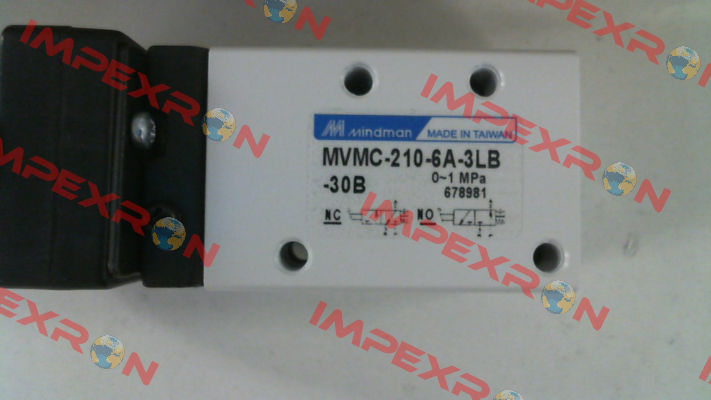 IMPEXRON
IMPEXRON
Mindman MADE IN TAIWAN
MVMC-210-6A-3LB
-30B 0~1 MPa
678981
NC NO
IMPEXRON
IMPEXRON
IMPEXRON
IMPEXRON